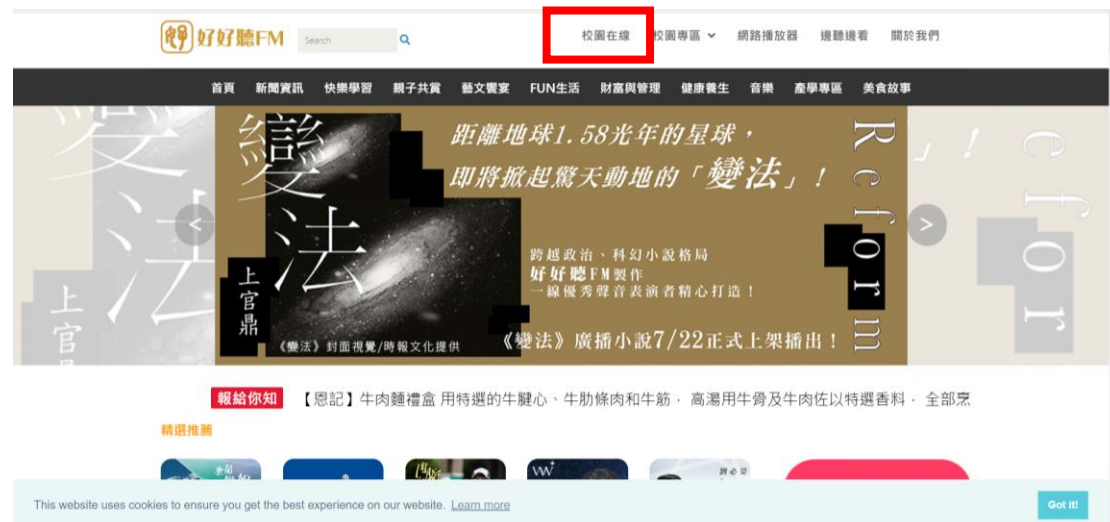 好好聽FM Search 校園在線 校園專區 網路播放器 邊聽邊看 關於我們
首頁 新聞資訊 快樂學習 親子共賞 藝文饗宴 FUN生活 財富與管理 健康養生 音樂 產學專區 美食故事
變法
上官鼎
《變法》封面視覺/時報文化提供
距離地球1.58光年的星球，
即將掀起驚天動地的「變法」！
跨越政治、科幻小說格局
好好聽FM製作
一線優秀聲音表演者精心打造！
《變法》廣播小說7/22正式上架播出！
Reform
報給你知 【恩記】牛肉麵禮盒 用特選的牛腱心、牛肋條肉和牛筋， 高湯用牛骨及牛肉佐以特選香料， 全部烹
精選推薦
This website uses cookies to ensure you get the best experience on our website. Learn more
Got it!